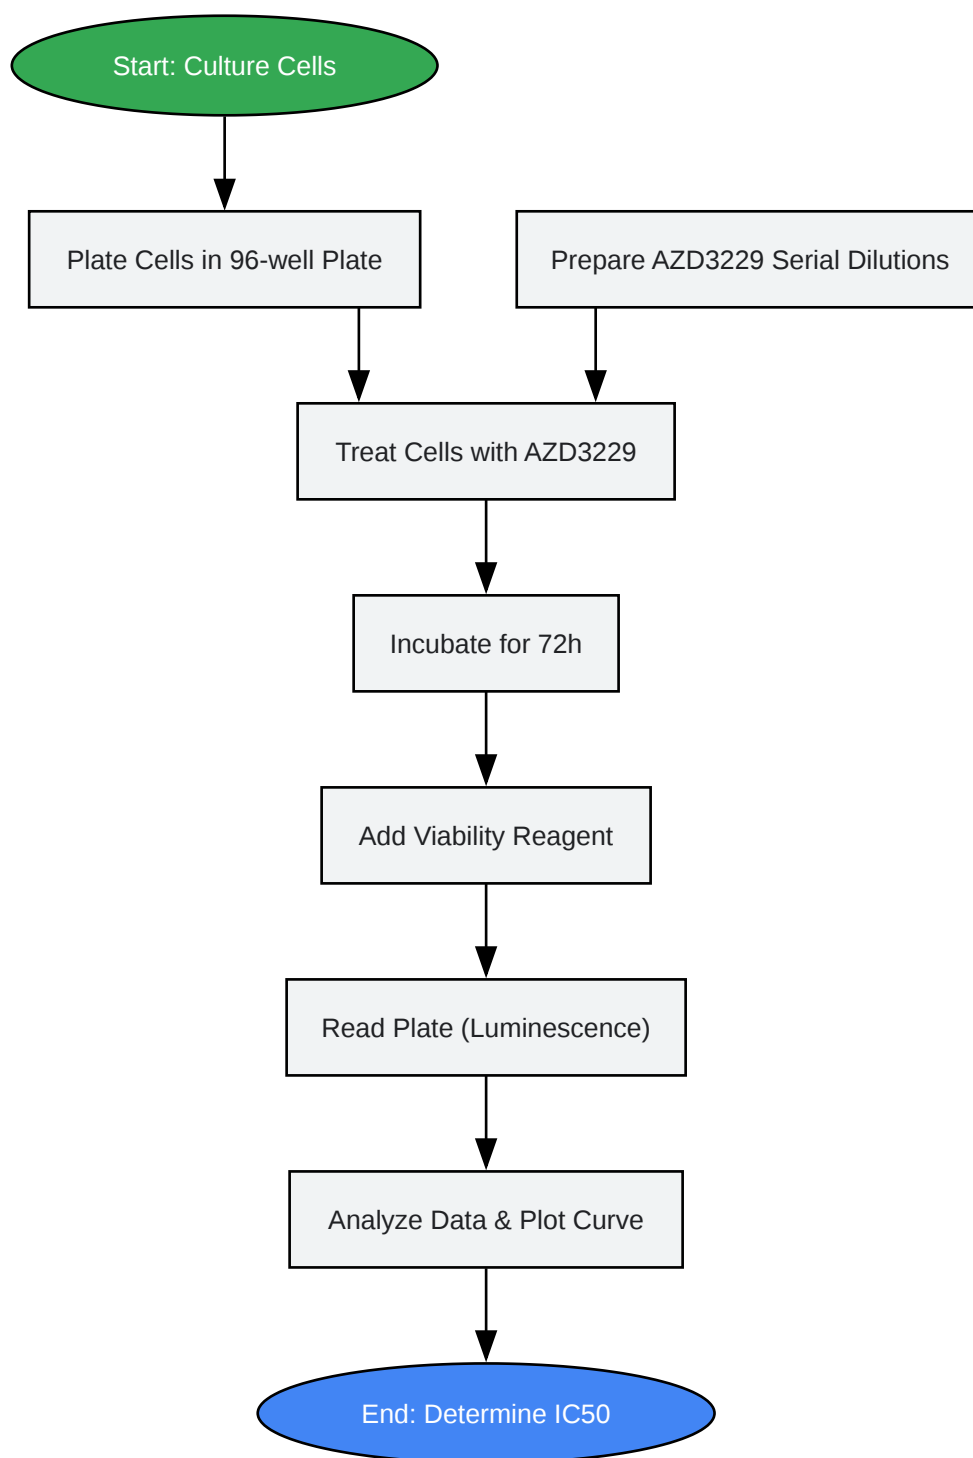 Start: Culture Cells
Plate Cells in 96-well Plate
Prepare AZD3229 Serial Dilutions
Treat Cells with AZD3229
Incubate for 72h
Add Viability Reagent
Read Plate (Luminescence)
Analyze Data & Plot Curve
End: Determine IC50